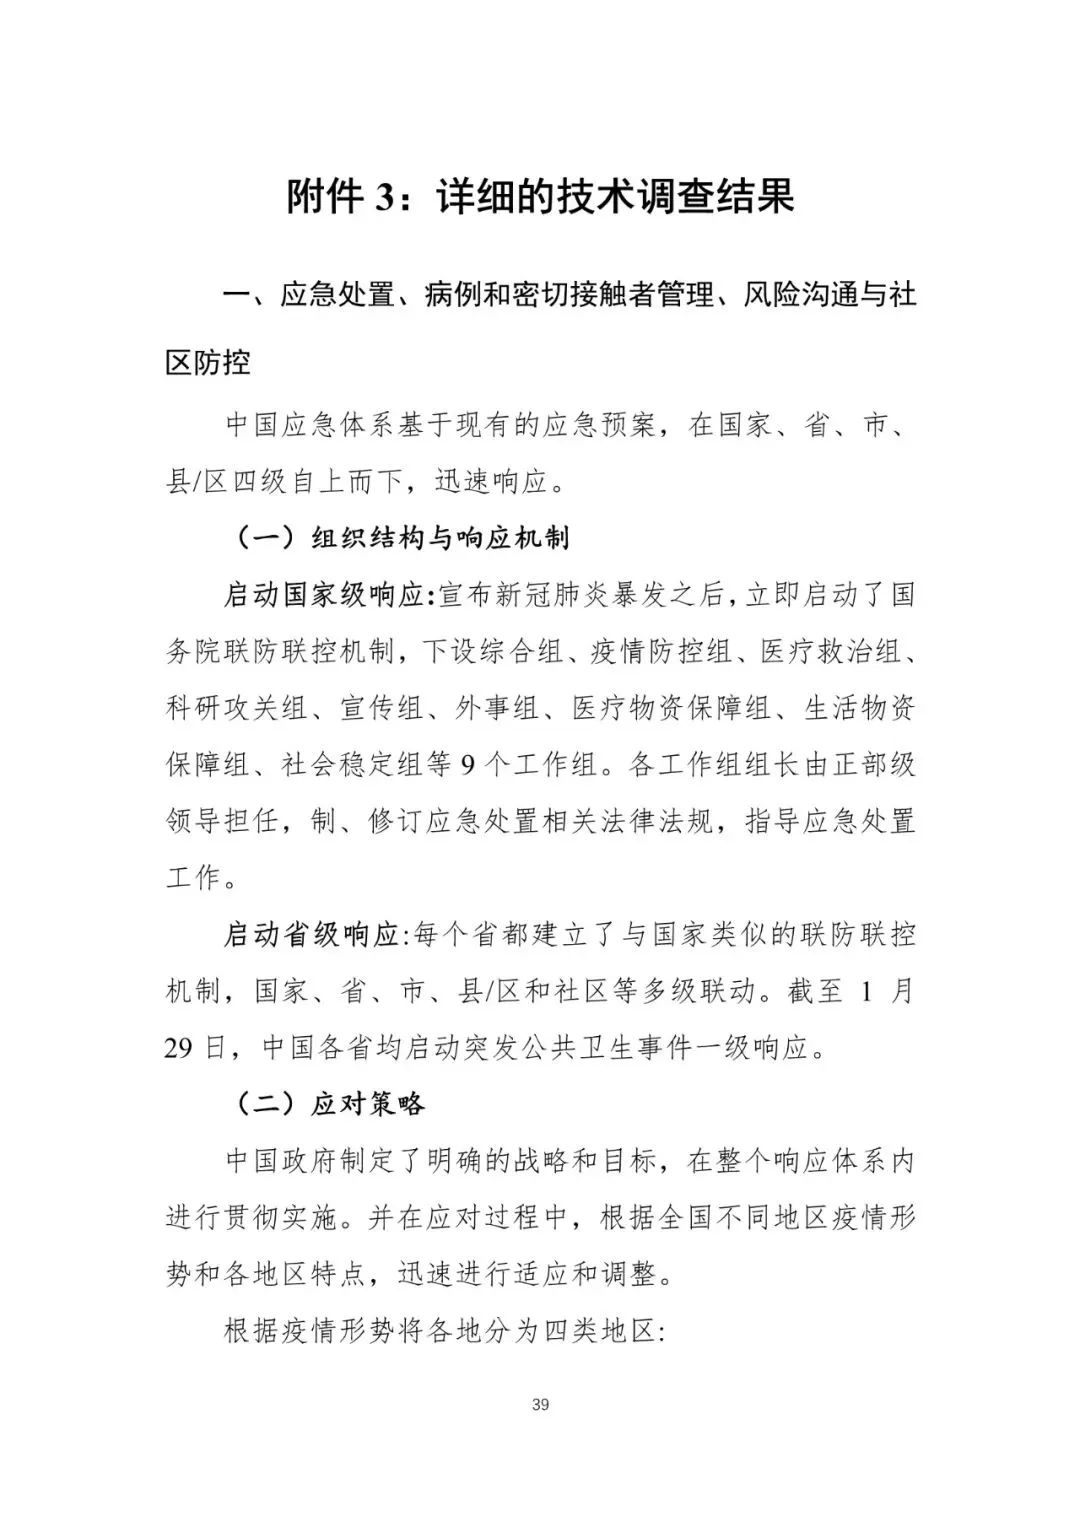 附件 3：详细的技术调查结果
一、应急处置、病例和密切接触者管理、风险沟通与社
区防控
中国应急体系基于现有的应急预案，在国家、省、市、
县/区四级自上而下，迅速响应。
（一）组织结构与响应机制
启动国家级响应:宣布新冠肺炎暴发之后,立即启动了国
务院联防联控机制，下设综合组、疫情防控组、医疗救治组、
科研攻关组、宣传组、外事组、医疗物资保障组、生活物资
保障组、社会稳定组等 9 个工作组。各工作组组长由正部级
领导担任，制、修订应急处置相关法律法规，指导应急处置
工作。
启动省级响应:每个省都建立了与国家类似的联防联控
机制，国家、省、市、县/区和社区等多级联动。截至 1 月
29 日，中国各省均启动突发公共卫生事件一级响应。
（二）应对策略
中国政府制定了明确的战略和目标，在整个响应体系内
进行贯彻实施。并在应对过程中，根据全国不同地区疫情形
势和各地区特点，迅速进行适应和调整。
根据疫情形势将各地分为四类地区:
39